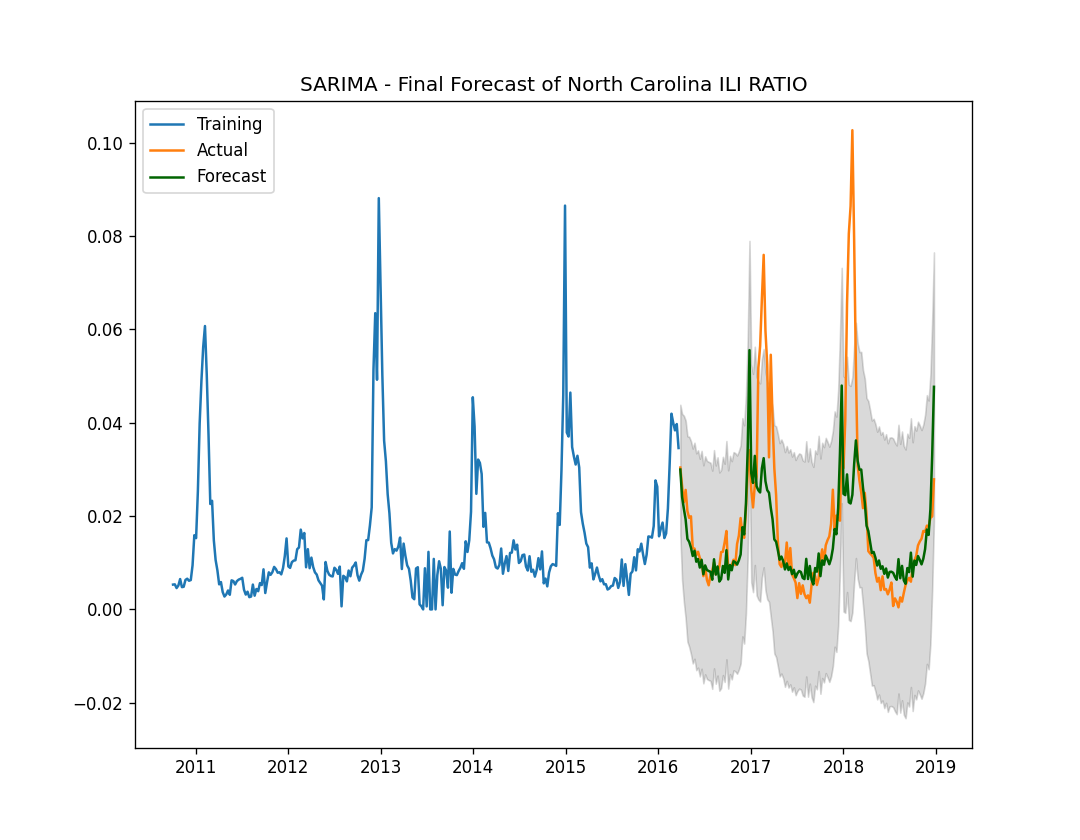 SARIMA - Final Forecast of North Carolina ILI RATIO
Training
Actual
Forecast
0.10
0.08
0.06
0.04
0.02
0.00
−0.02
2011 2012 2013 2014 2015 2016 2017 2018 2019